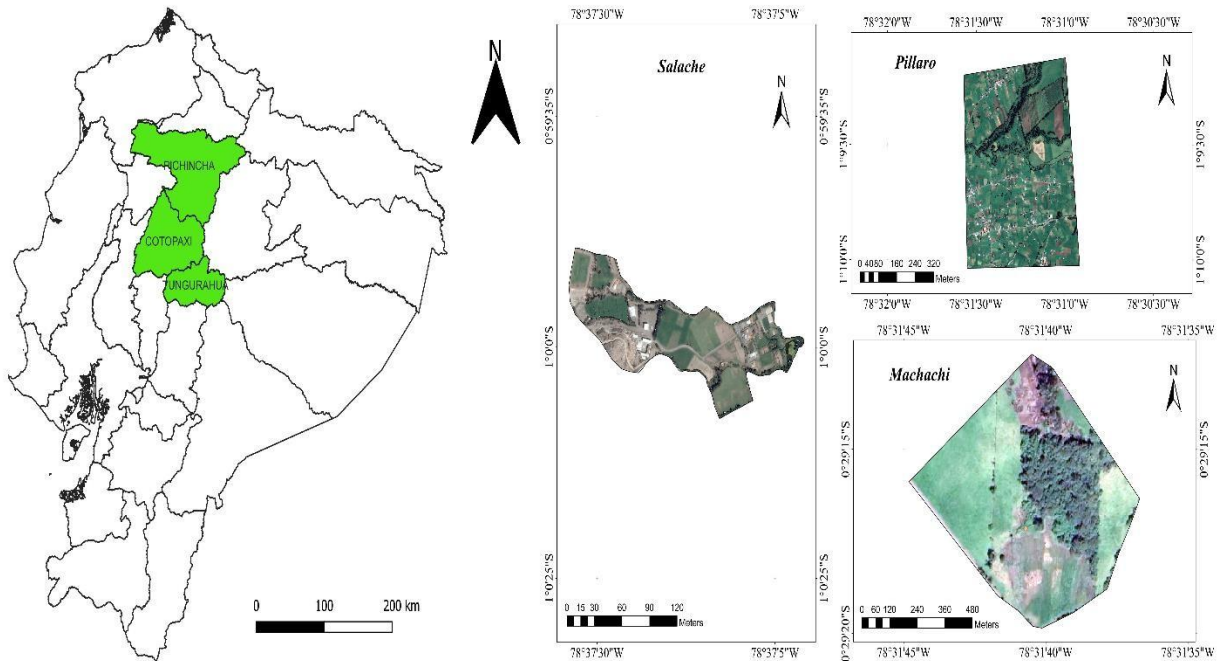 N
PICHINCHA
COTOPAXI
TUNGURAHUA
0 100 200 km
78°37'30"W 78°37'5"W
Salache
N
0°59'35"S 0°59'35"S
1°0'0"S 1°0'0"S
1°0'25"S 1°0'25"S
0 15 30 60 90 120
Meters
78°37'30"W 78°37'5"W
78°32'0"W 78°31'30"W 78°31'0"W 78°30'30"W
Pillaro
N
1°9'30"S 1°9'30"S
1°10'0"S 1°10'0"S
0 40 80 160 240 320
Meters
78°32'0"W 78°31'30"W 78°31'0"W 78°30'30"W
78°31'45"W 78°31'40"W 78°31'35"W
Machachi
N
0°29'15"S 0°29'15"S
0°29'20"S 0°29'20"S
0 60 120 240 360 480
Meters
78°31'45"W 78°31'40"W 78°31'35"W